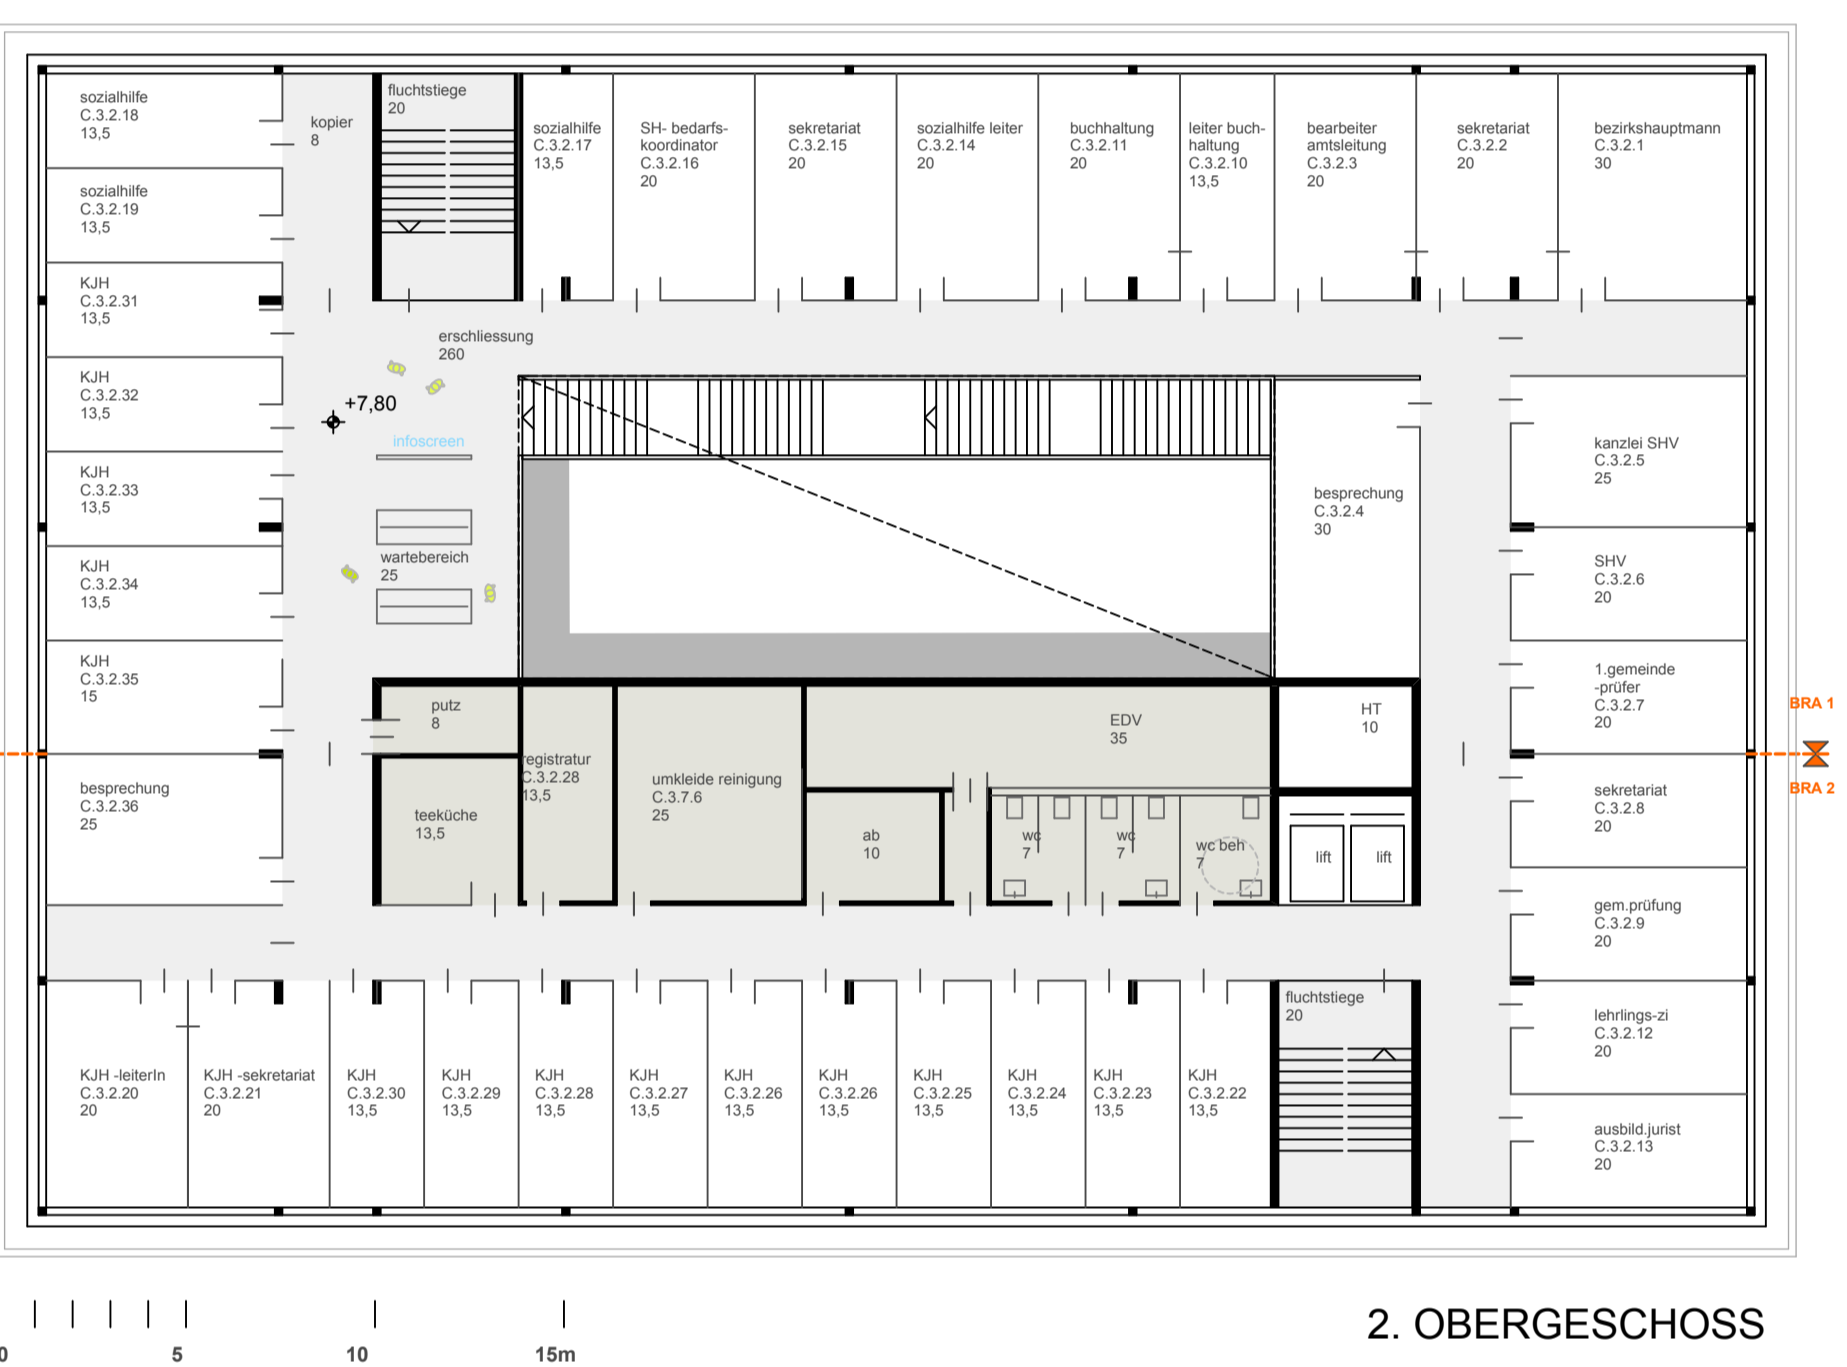 sozialhilfe
C.3.2.18
13,5
kopier
8
fluchtstiege
20
sozialhilfe
C.3.2.17
13,5
SH- bedarfs-
koordinator
C.3.2.16
20
sekretariat
C.3.2.15
20
sozialhilfe leiter
C.3.2.14
20
buchhaltung
C.3.2.11
20
leiter buch-
haltung
C.3.2.10
13,5
bearbeiter
amtsleitung
C.3.2.3
20
sekretariat
C.3.2.2
20
bezirkshauptmann
C.3.2.1
30
sozialhilfe
C.3.2.19
13,5
KJH
C.3.2.31
13,5
erschliessung
260
KJH
C.3.2.32
13,5
+7,80
infoscreen
KJH
C.3.2.33
13,5
wartebereich
25
KJH
C.3.2.34
13,5
KJH
C.3.2.35
15
besprechung
C.3.2.36
25
besprechung
C.3.2.4
30
kanzlei SHV
C.3.2.5
25
SHV
C.3.2.6
20
1.gemeinde
-prüfer
C.3.2.7
20
BRA 1
BRA 2
sekretariat
C.3.2.8
20
gem.prüfung
C.3.2.9
20
lehrlings-zi
C.3.2.12
20
ausbild.jurist
C.3.2.13
20
putz
8
teeküche
13,5
registratur
C.3.2.28
13,5
umkleide reinigung
C.3.7.6
25
EDV
35
ab
10
wc
7
wc
7
wc beh
7
HT
10
lift
lift
fluchtstiege
20
KJH -leiterIn
C.3.2.20
20
KJH -sekretariat
C.3.2.21
20
KJH
C.3.2.30
13,5
KJH
C.3.2.29
13,5
KJH
C.3.2.28
13,5
KJH
C.3.2.27
13,5
KJH
C.3.2.26
13,5
KJH
C.3.2.26
13,5
KJH
C.3.2.25
13,5
KJH
C.3.2.24
13,5
KJH
C.3.2.23
13,5
KJH
C.3.2.22
13,5
0 5 10 15m
2. OBERGESCHOSS